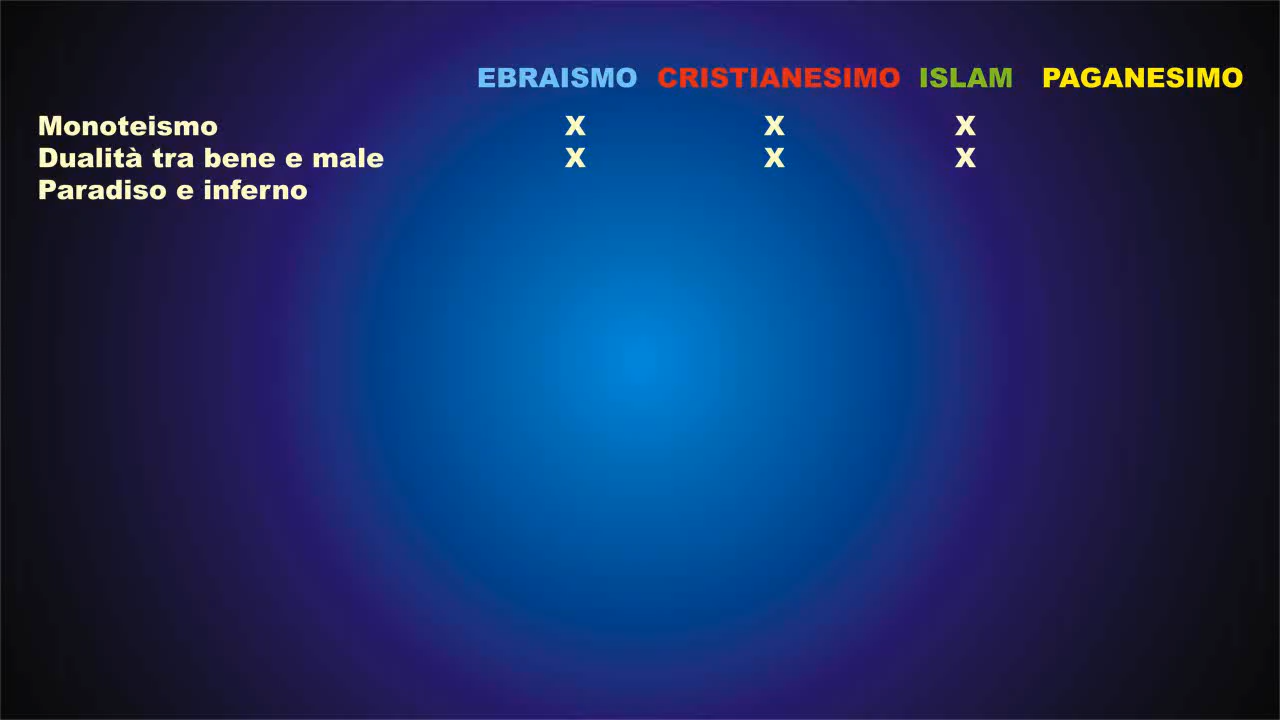 EBRAISMO CRISTIANESIMO ISLAM PAGANESIMO
Monoteismo X X X
Dualità tra bene e male X X X
Paradiso e inferno